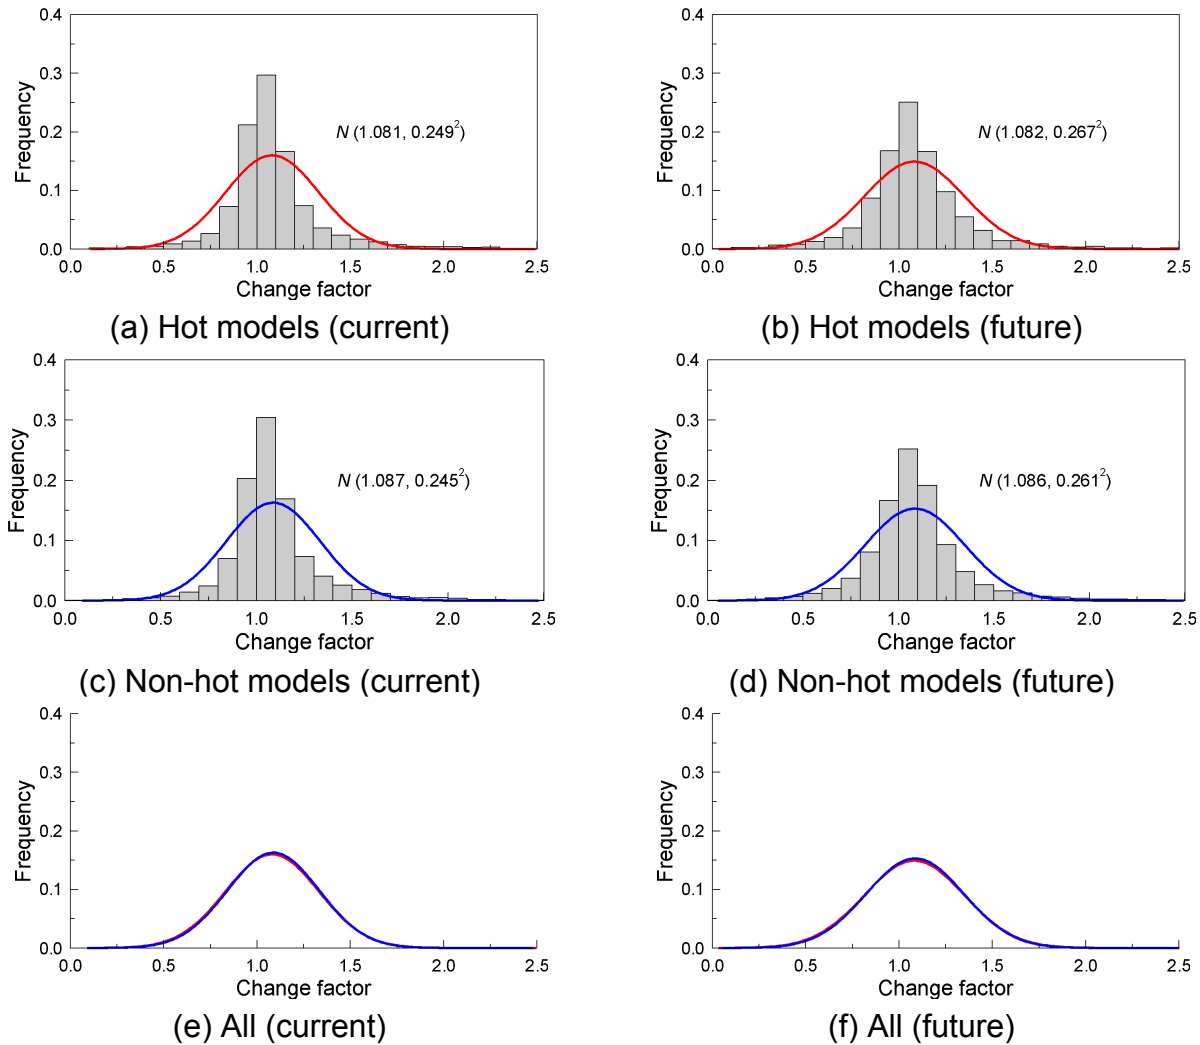 0.4
0.3
0.2
0.1
0.0
Frequency
N (1.081, 0.249²)
0.0 0.5 1.0 1.5 2.0 2.5
Change factor
(a) Hot models (current)
0.4
0.3
0.2
0.1
0.0
Frequency
N (1.082, 0.267²)
0.0 0.5 1.0 1.5 2.0 2.5
Change factor
(b) Hot models (future)
0.4
0.3
0.2
0.1
0.0
Frequency
N (1.087, 0.245²)
0.0 0.5 1.0 1.5 2.0 2.5
Change factor
(c) Non-hot models (current)
0.4
0.3
0.2
0.1
0.0
Frequency
N (1.086, 0.261²)
0.0 0.5 1.0 1.5 2.0 2.5
Change factor
(d) Non-hot models (future)
0.4
0.3
0.2
0.1
0.0
Frequency
0.0 0.5 1.0 1.5 2.0 2.5
Change factor
(e) All (current)
0.4
0.3
0.2
0.1
0.0
Frequency
0.0 0.5 1.0 1.5 2.0 2.5
Change factor
(f) All (future)